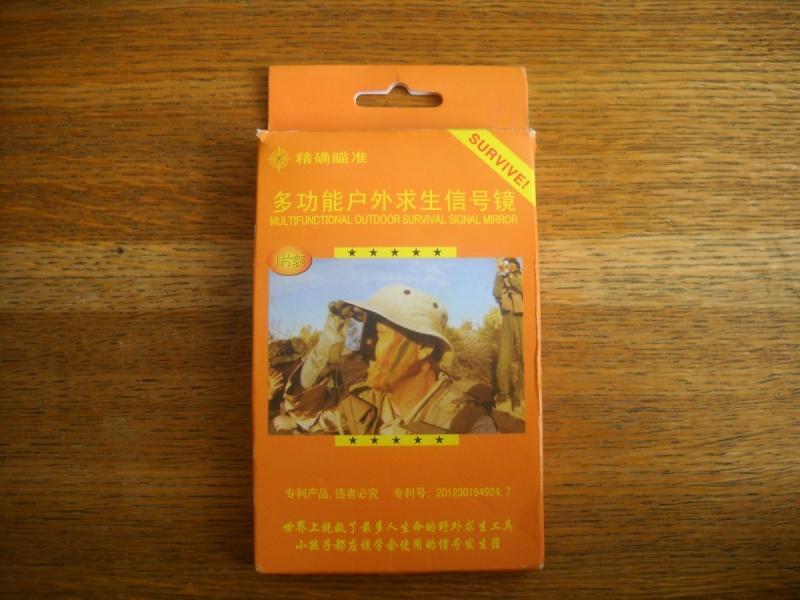 精确瞄准
SURVIVE!
多功能户外求生信号镜
MULTIFUNCTIONAL OUTDOOR SURVIVAL SIGNAL MIRROR
1片装
专利产品,违者必究 专利号: 201230164924.7
世界上挽救了最多人生命的野外求生工具
小孩子都应该学会使用的信号发生器